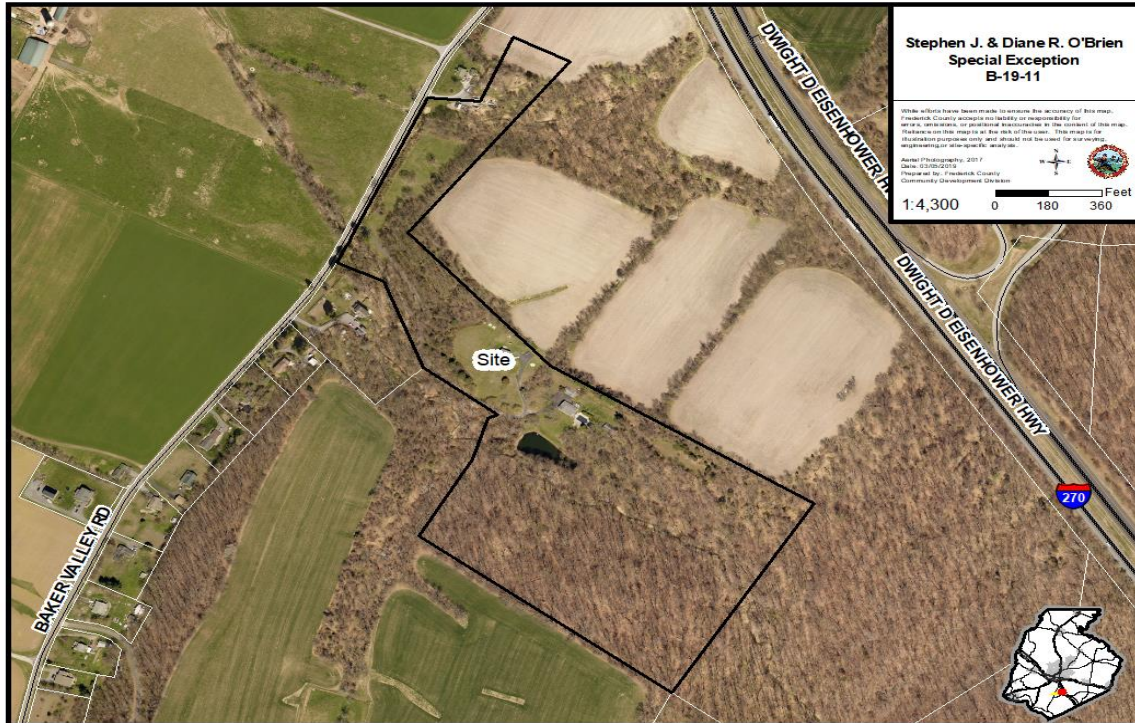 Stephen J. & Diane R. O'Brien
Special Exception
B-19-11
While efforts have been made to ensure the accuracy of this map,
Frederick County accepts no liability or responsibility for
errors, omissions, or positional inaccuracies in the content of this map.
Reliance on this map is at the risk of the user. This map is for
illustration purposes only and should not be used for surveying,
engineering, or site-specific analysis.
Aerial Photography, 2017
Date: 03/05/2019
Prepared by: Frederick County
Community Development Division
N
W E
S
1:4,300
Feet
0 180 360
DWIGHT D EISENHOWER HWY
DWIGHT D EISENHOWER HWY
Site
270
BAKER VALLEY RD